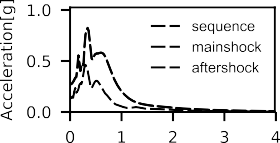 Acceleration[g]
1.0
0.5
0.0
sequence
mainshock
aftershock
0 1 2 3 4